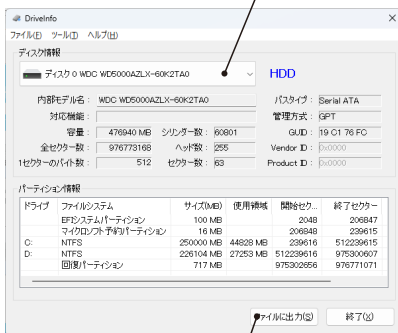 DriveInfo
ファイル(F) ツール(T) ヘルプ(H)
ディスク情報
ディスク 0 WDC WD5000AZLX-60K2TA0
HDD
内部モデル名： WDC WD5000AZLX-60K2TA0 バスタイプ： Serial ATA
対応機能： 管理方式： GPT
容量： 476940 MB シリンダー数： 60801 GUID： 19 C1 76 FC
全セクター数： 976773168 ヘッド数： 255 Vendor ID： 0x0000
1セクターのバイト数： 512 セクター数： 63 Product ID： 0x0000
パーティション情報
ドライブ ファイルシステム サイズ(MB) 使用領域 開始セク... 終了セクター
EFIシステムパーティション 100 MB 2048 206847
マイクロソフト予約パーティション 16 MB 206848 239615
C: NTFS 250000 MB 44828 MB 239616 512239615
D: NTFS 226104 MB 27253 MB 512239616 975300607
回復パーティション 717 MB 975302656 976771071
ファイルに出力(S) 終了(X)